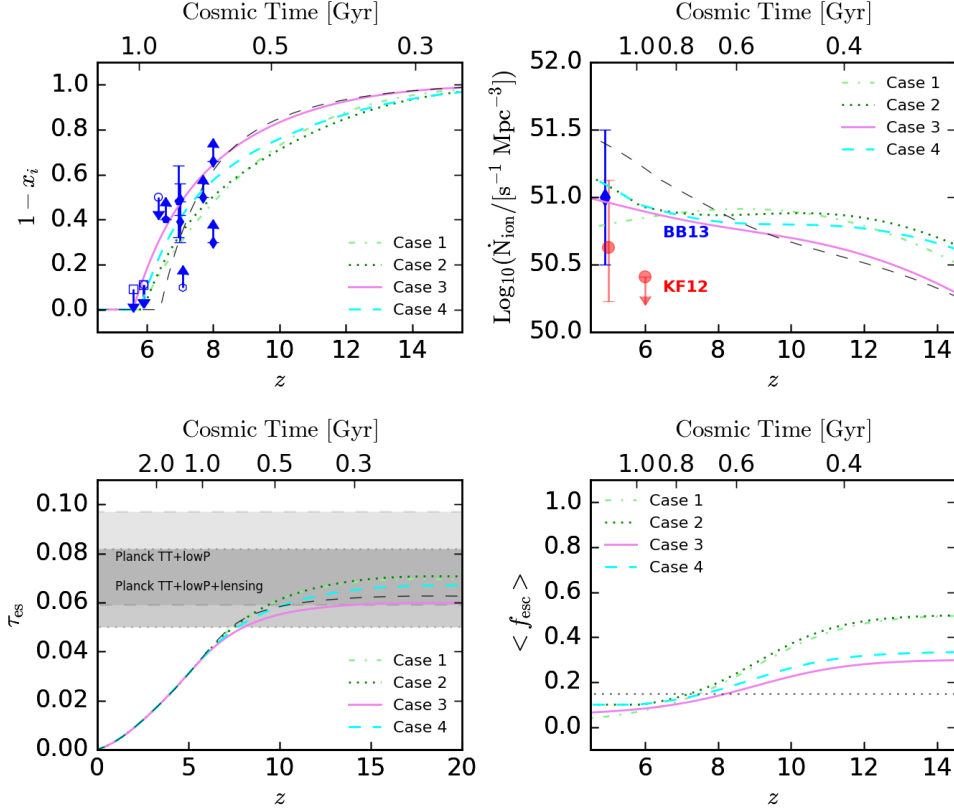 Cosmic Time [Gyr]
1.0 0.5 0.3
1.0
0.8
0.6
0.4
0.2
0.0
1 − x_i
Case 1
Case 2
Case 3
Case 4
6 8 10 12 14
z
Cosmic Time [Gyr]
1.0 0.8 0.6 0.4
52.0
51.5
51.0
50.5
50.0
Log10(Ṅion/[s−1 Mpc−3])
Case 1
Case 2
Case 3
Case 4
BB13
KF12
6 8 10 12 14
z
Cosmic Time [Gyr]
2.0 1.0 0.5 0.3
0.10
0.08
0.06
0.04
0.02
0.00
τes
Planck TT+lowP
Planck TT+lowP+lensing
Case 1
Case 2
Case 3
Case 4
0 5 10 15 20
z
Cosmic Time [Gyr]
1.0 0.8 0.6 0.4
1.0
0.8
0.6
0.4
0.2
0.0
< fesc >
Case 1
Case 2
Case 3
Case 4
6 8 10 12 14
z